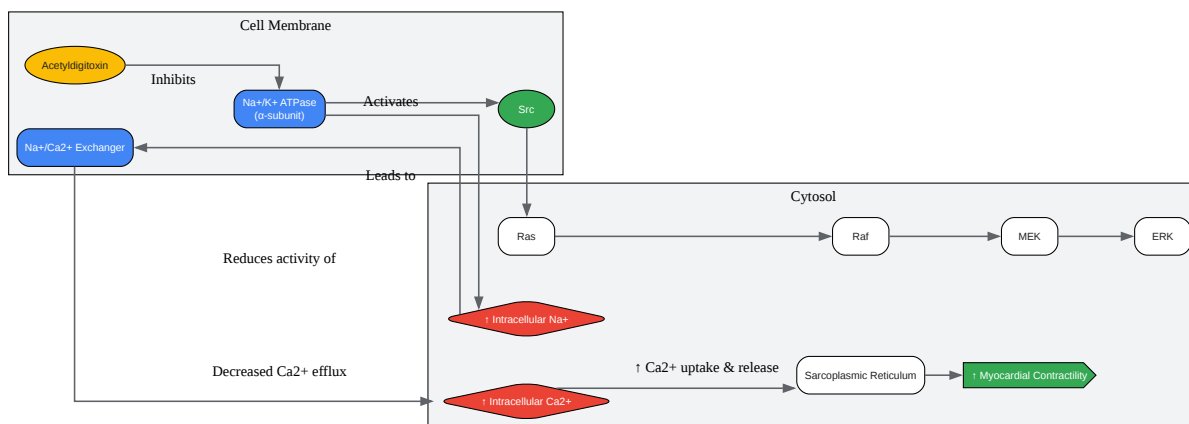 Cell Membrane
Acetyldigitoxin
Inhibits
Na+/K+ ATPase
(α-subunit)
Activates
Src
Na+/Ca2+ Exchanger
Leads to
Cytosol
Ras
Raf
MEK
ERK
Reduces activity of
↑ Intracellular Na+
Decreased Ca2+ efflux
↑ Ca2+ uptake & release
Sarcoplasmic Reticulum
↑ Myocardial Contractility
↑ Intracellular Ca2+